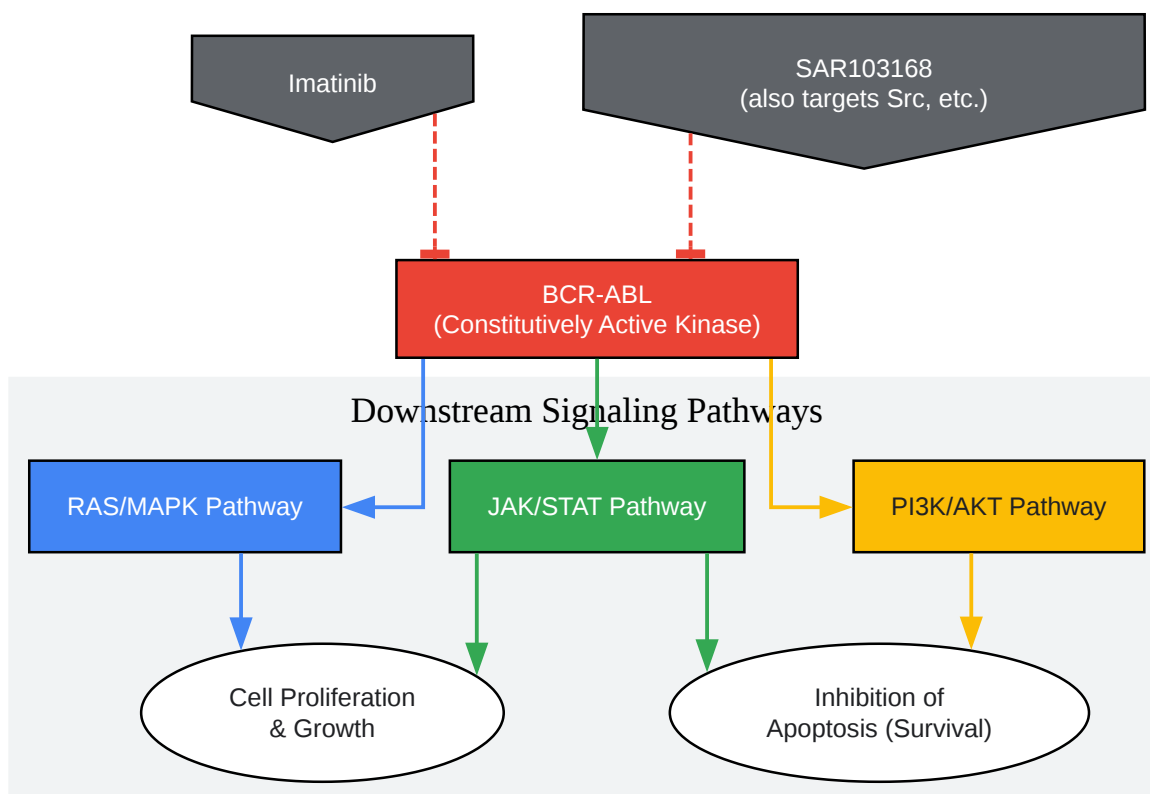 Imatinib
SAR103168
(also targets Src, etc.)
BCR-ABL
(Constitutively Active Kinase)
Downstream Signaling Pathways
RAS/MAPK Pathway
JAK/STAT Pathway
PI3K/AKT Pathway
Cell Proliferation
& Growth
Inhibition of
Apoptosis (Survival)